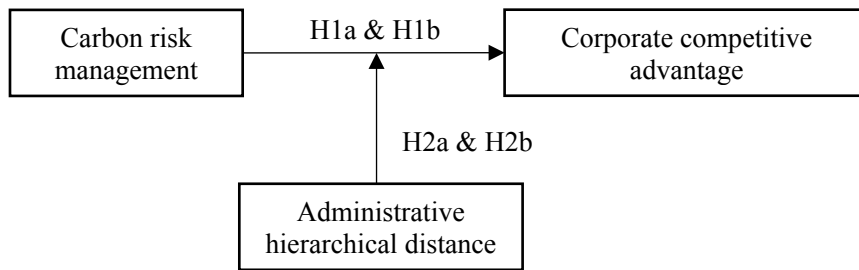 Carbon risk
management
H1a & H1b
Corporate competitive
advantage
H2a & H2b
Administrative
hierarchical distance